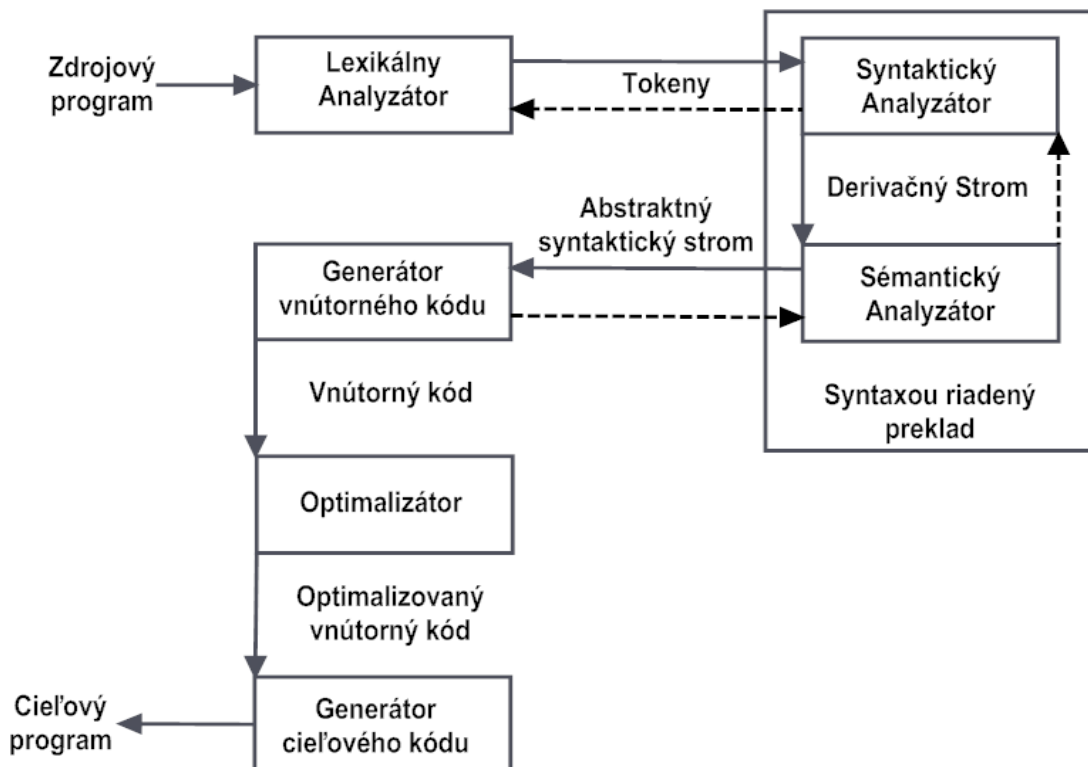 Zdrojový
program
Lexikálny
Analyzátor
Tokeny
Syntaktický
Analyzátor
Derivačný Strom
Abstraktný
syntaktický strom
Generátor
vnútorného kódu
Sémantický
Analyzátor
Syntaxou riadený
preklad
Vnútorný kód
Optimalizátor
Optimalizovaný
vnútorný kód
Generátor
cieľového kódu
Cieľový
program